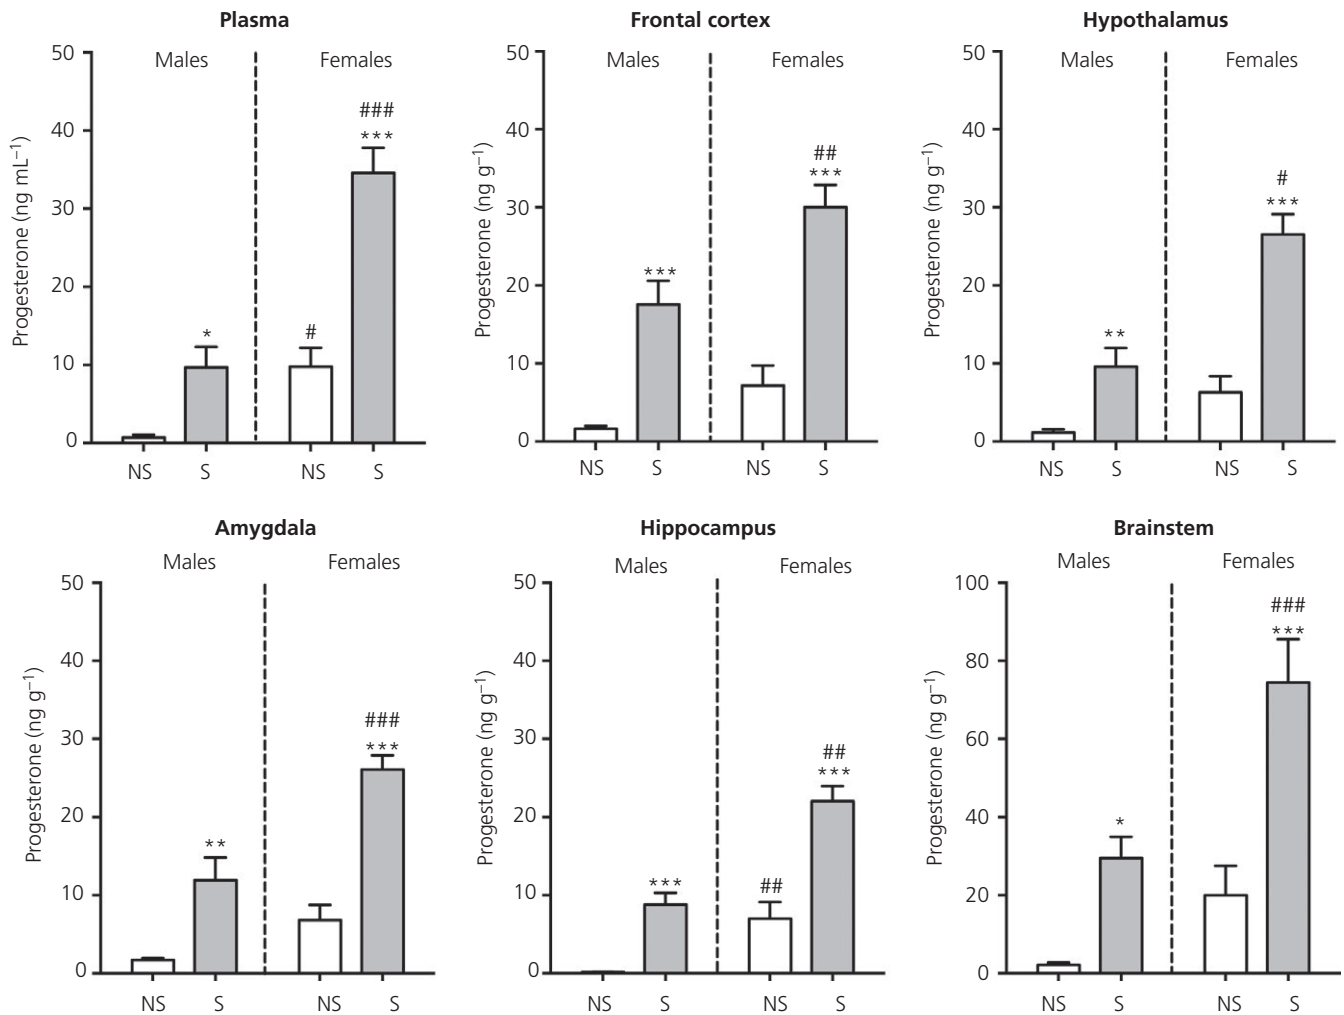 Plasma
Males Females
Progesterone (ng mL⁻¹)
50
40
30
20
10
0
*
#
###
***
NS S NS S
Frontal cortex
Males Females
Progesterone (ng g⁻¹)
50
40
30
20
10
0
***
##
***
NS S NS S
Hypothalamus
Males Females
Progesterone (ng g⁻¹)
50
40
30
20
10
0
**
#
***
NS S NS S
Amygdala
Males Females
Progesterone (ng g⁻¹)
50
40
30
20
10
0
**
###
***
NS S NS S
Hippocampus
Males Females
Progesterone (ng g⁻¹)
50
40
30
20
10
0
***
##
##
***
NS S NS S
Brainstem
Males Females
Progesterone (ng g⁻¹)
100
80
60
40
20
0
*
###
***
NS S NS S